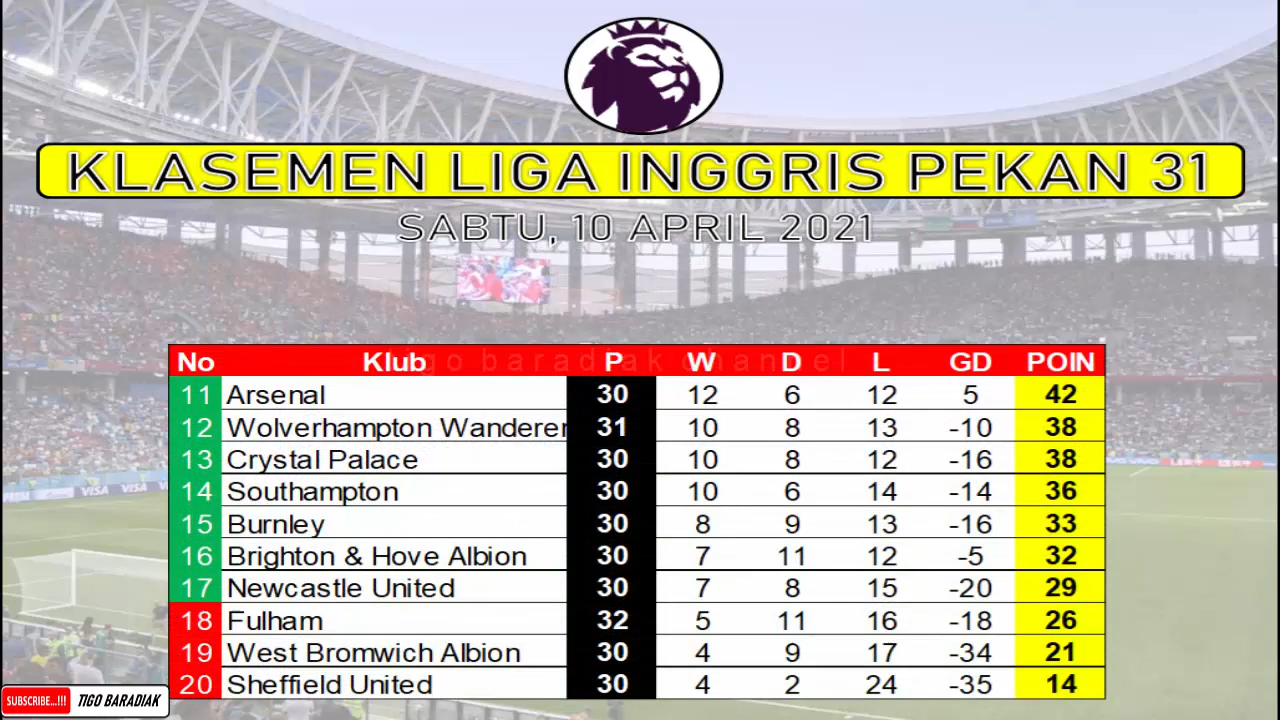 KLASEMEN LIGA INGGRIS PEKAN 31
SABTU, 10 APRIL 2021
No Klub P W D L GD POIN
go baradiak channel
11 Arsenal 30 12 6 12 5 42
12 Wolverhampton Wanderer 31 10 8 13 -10 38
13 Crystal Palace 30 10 8 12 -16 38
14 Southampton 30 10 6 14 -14 36
15 Burnley 30 8 9 13 -16 33
16 Brighton & Hove Albion 30 7 11 12 -5 32
17 Newcastle United 30 7 8 15 -20 29
18 Fulham 32 5 11 16 -18 26
19 West Bromwich Albion 30 4 9 17 -34 21
20 Sheffield United 30 4 2 24 -35 14
VISA VISA
SUBSCRIBE...!!! TIGO BARADIAK